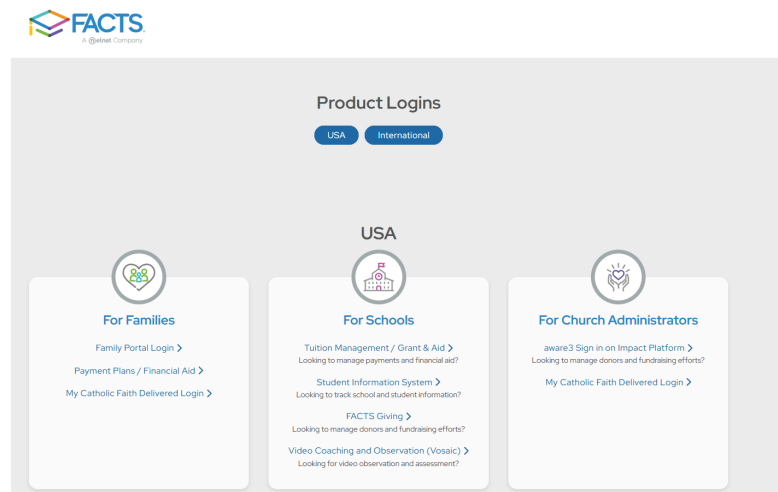 FACTS
A nelnet Company
Product Logins
USA
International
USA
For Families
Family Portal Login
Payment Plans / Financial Aid
My Catholic Faith Delivered Login
For Schools
Tuition Management / Grant & Aid
Looking to manage payments and financial aid?
Student Information System
Looking to track school and student information?
FACTS Giving
Looking to manage donors and fundraising efforts?
Video Coaching and Observation (Vosaic)
Looking for video observation and assessment?
For Church Administrators
aware3 Sign in on Impact Platform
Looking to manage donors and fundraising efforts?
My Catholic Faith Delivered Login